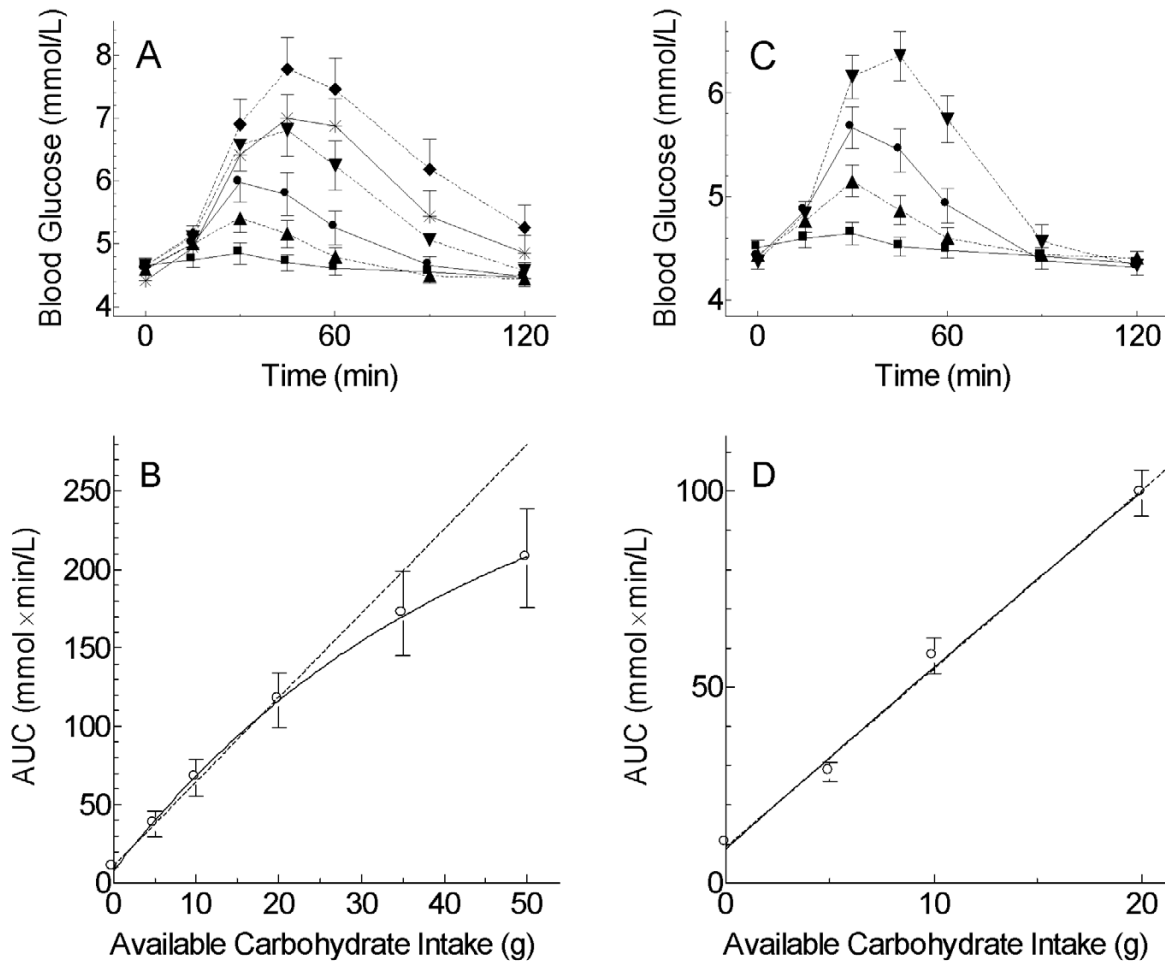 A
Blood Glucose (mmol/L)
8
7
6
5
4
0 60 120
Time (min)
C
Blood Glucose (mmol/L)
6
5
4
0 60 120
Time (min)
B
AUC (mmol×min/L)
250
200
150
100
50
0
0 10 20 30 40 50
Available Carbohydrate Intake (g)
D
AUC (mmol×min/L)
100
50
0
0 10 20
Available Carbohydrate Intake (g)